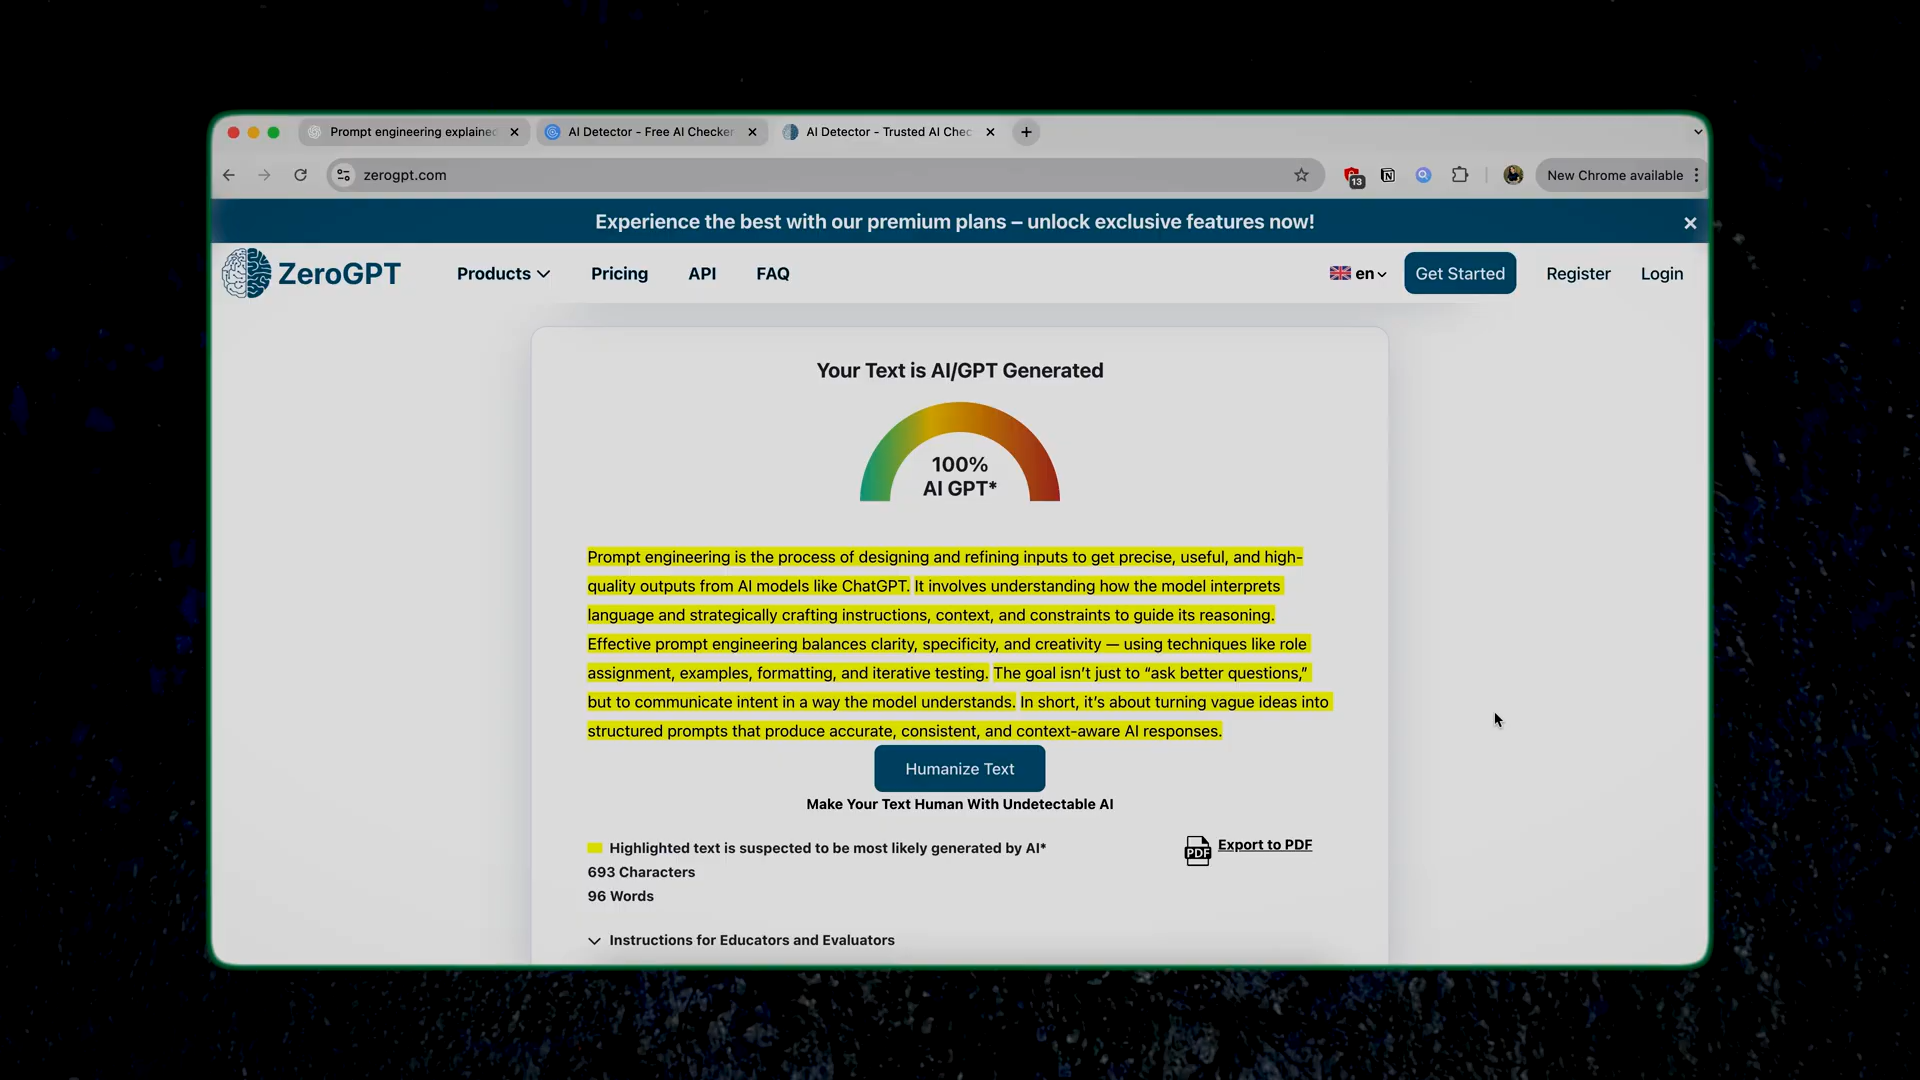 Prompt engineering explained
AI Detector - Free AI Checker
AI Detector - Trusted AI Chec
zerogpt.com
13
New Chrome available
Experience the best with our premium plans – unlock exclusive features now!
ZeroGPT
Products
Pricing
API
FAQ
en
Get Started
Register
Login
Your Text is AI/GPT Generated
100%
AI GPT*
Prompt engineering is the process of designing and refining inputs to get precise, useful, and high-
quality outputs from AI models like ChatGPT. It involves understanding how the model interprets
language and strategically crafting instructions, context, and constraints to guide its reasoning.
Effective prompt engineering balances clarity, specificity, and creativity — using techniques like role
assignment, examples, formatting, and iterative testing. The goal isn’t just to “ask better questions,”
but to communicate intent in a way the model understands. In short, it’s about turning vague ideas into
structured prompts that produce accurate, consistent, and context-aware AI responses.
Humanize Text
Make Your Text Human With Undetectable AI
Highlighted text is suspected to be most likely generated by AI*
PDF
Export to PDF
693 Characters
96 Words
Instructions for Educators and Evaluators